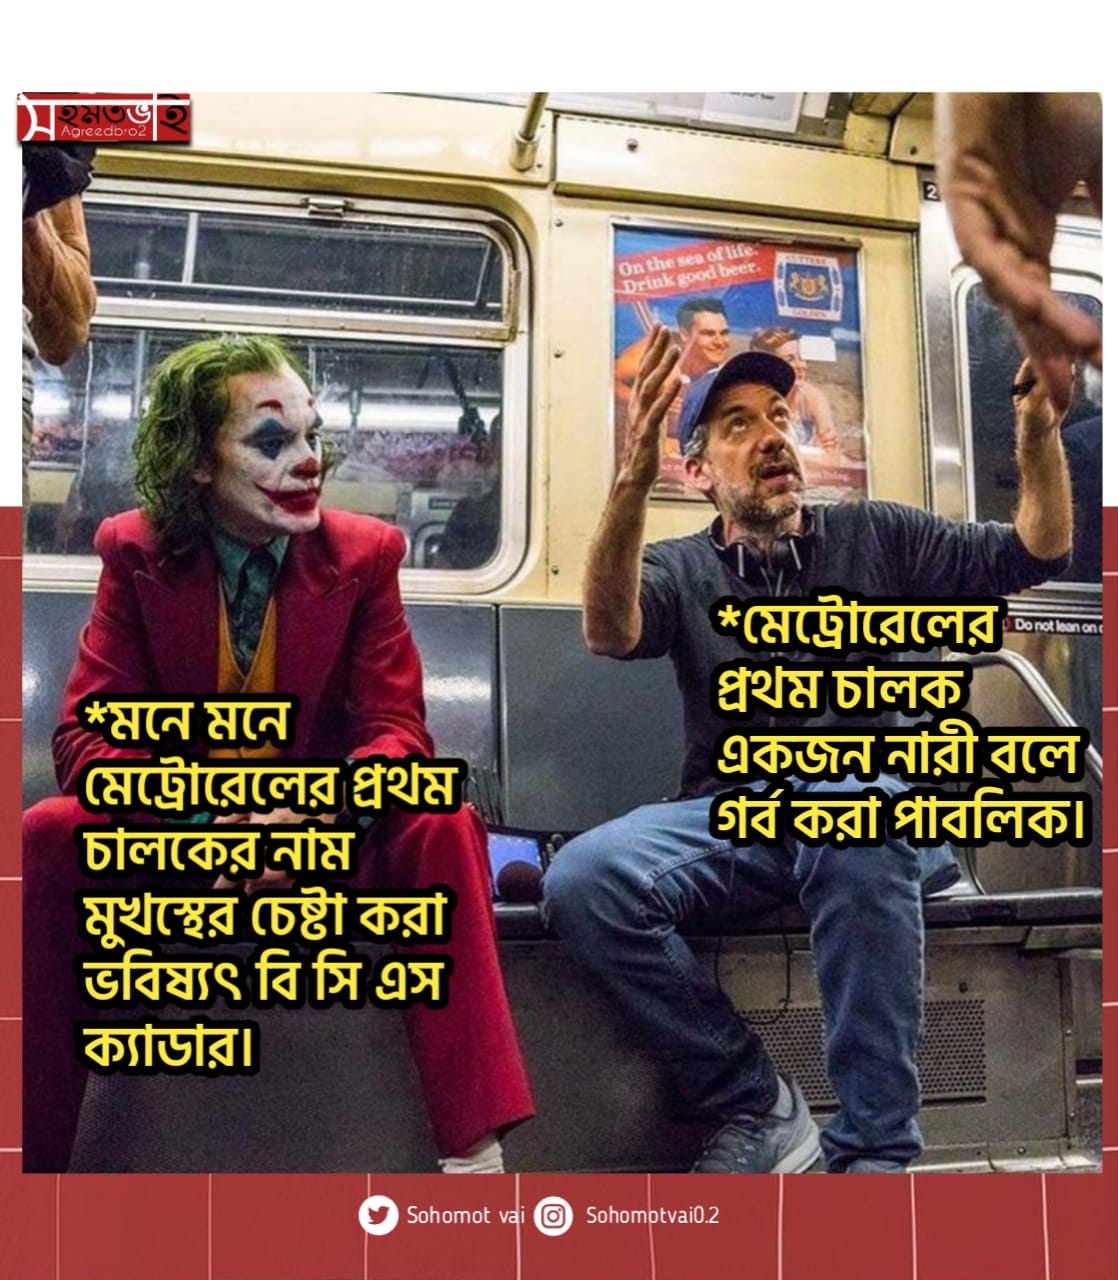 সহমতভাই
Agreedbro2
On the sea of life.
Drink good beer.
2
*মেট্রোরেলের
Do not lean on
প্রথম চালক
একজন নারী বলে
গর্ব করা পাবলিক।
*মনে মনে
মেট্রোরেলের প্রথম
চালকের নাম
মুখস্থের চেষ্টা করা
ভবিষ্যৎ বি সি এস
ক্যাডার।
Sohomot vai
Sohomotvai0.2